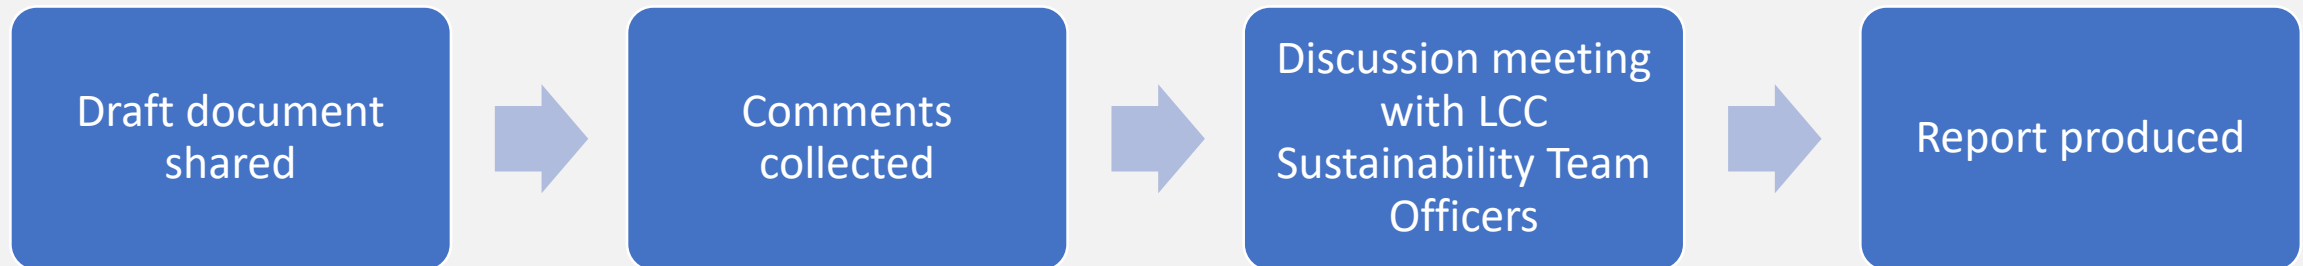 Draft document
shared
Comments
collected
Discussion meeting
with LCC
Sustainability Team
Officers
Report produced